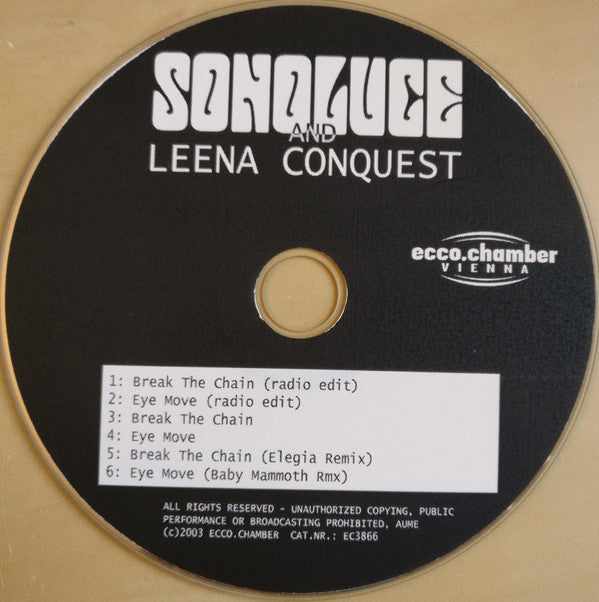 SONOLUCE
AND
LEENA CONQUEST
ecco.chamber
VIENNA
1: Break The Chain (radio edit)
2: Eye Move (radio edit)
3: Break The Chain
4: Eye Move
5: Break The Chain (Elegia Remix)
6: Eye Move (Baby Mammoth Rmx)
ALL RIGHTS RESERVED - UNAUTHORIZED COPYING, PUBLIC
PERFORMANCE OR BROADCASTING PROHIBITED, AUME
(c)2003 ECCO.CHAMBER CAT.NR.: EC3866